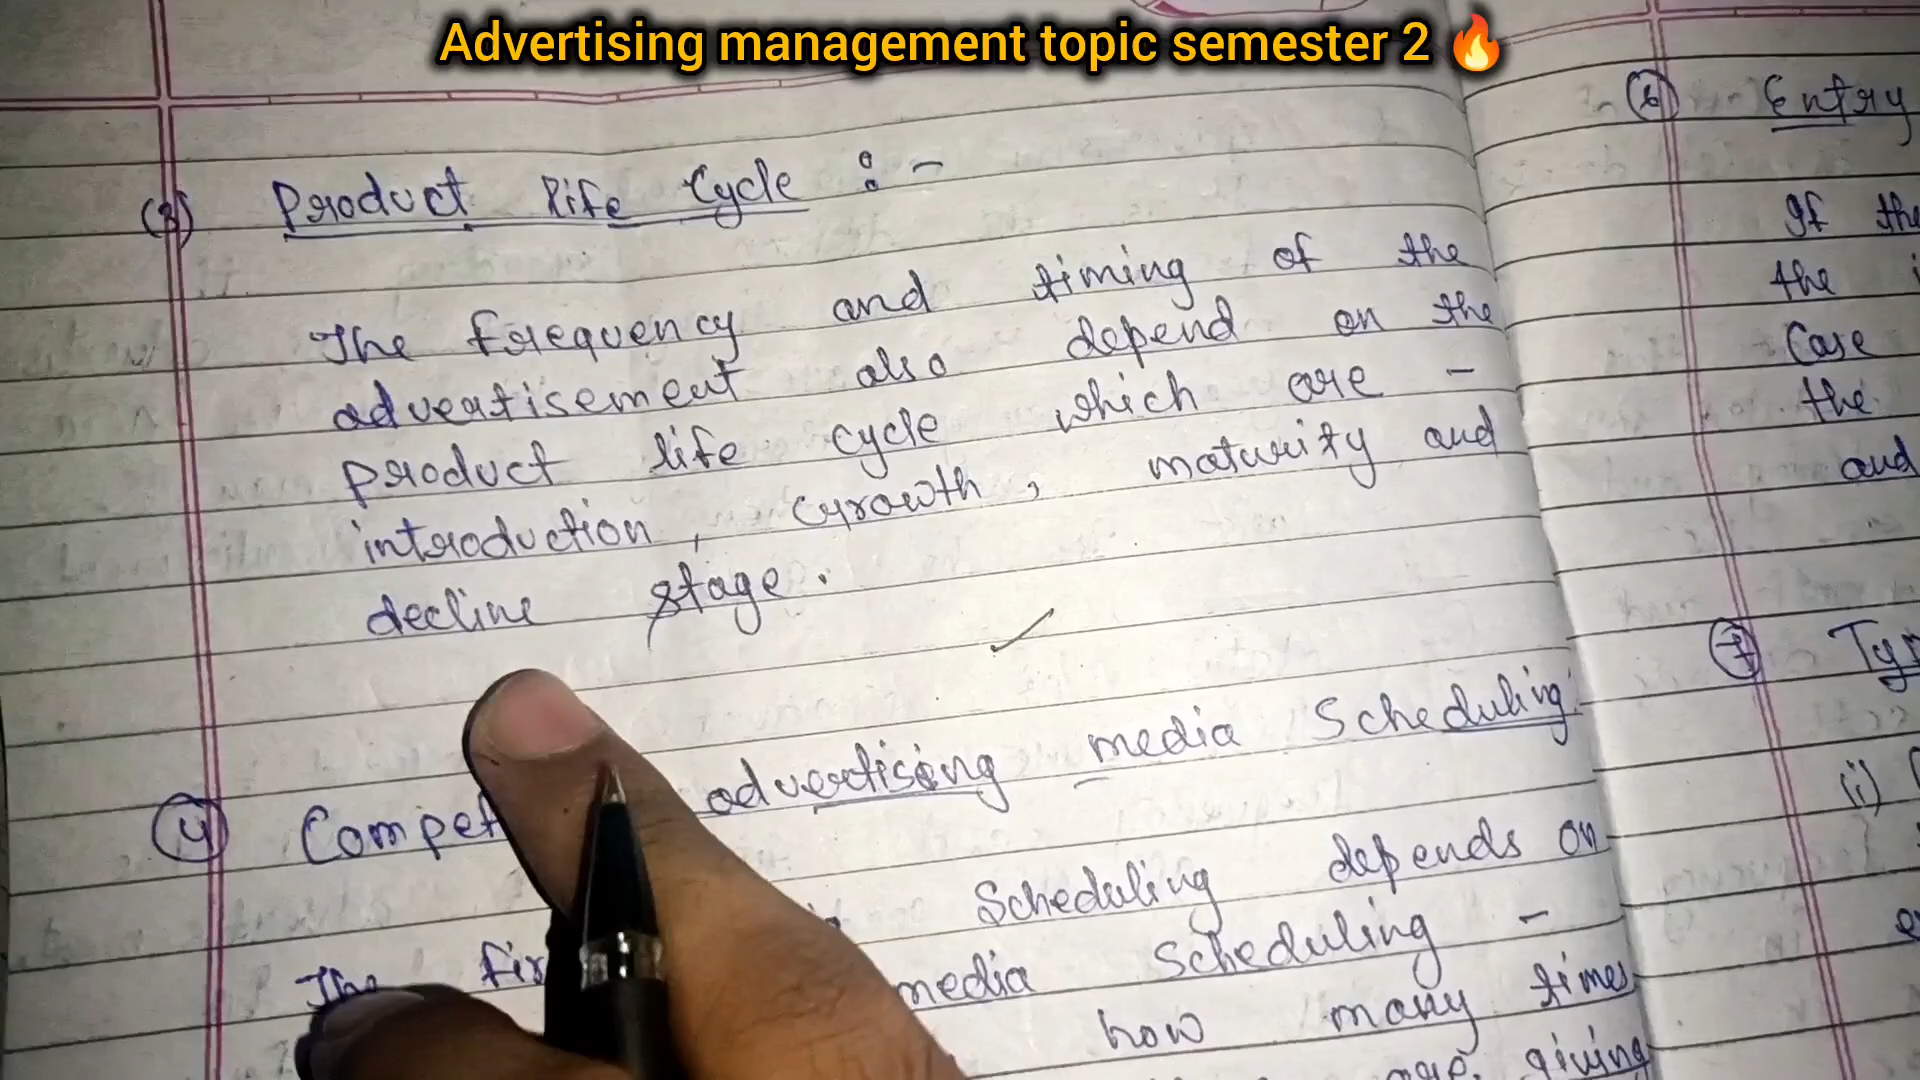 Advertising management topic semester 2 🔥
(3) Product life Cycle :-
The frequency and timing of the
advertisement also depend on the
product life cycle which are -
introduction, Growth, maturity and
decline stage.
(4) advertising media Scheduling
Scheduling depends on
The media Scheduling -
how many times
are giving
(6) Entry
If the
the
Case
the
and
(7)
(i)